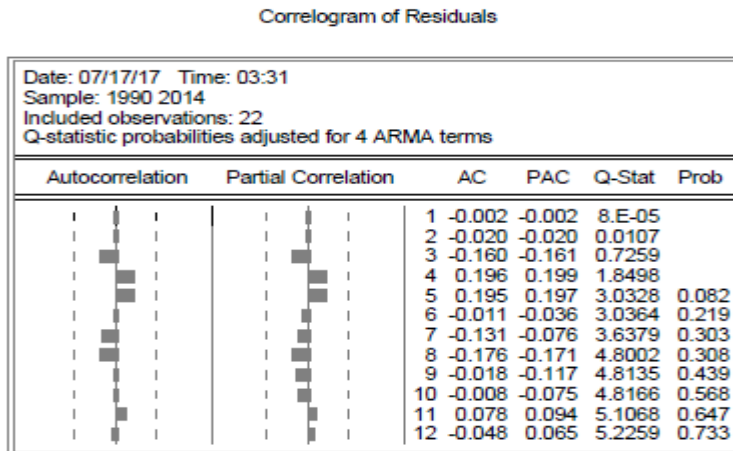 Correlogram of Residuals
Date: 07/17/17 Time: 03:31
Sample: 1990 2014
Included observations: 22
Q-statistic probabilities adjusted for 4 ARMA terms
Autocorrelation Partial Correlation AC PAC Q-Stat Prob
1 -0.002 -0.002 8.E-05
2 -0.020 -0.020 0.0107
3 -0.160 -0.161 0.7259
4 0.196 0.199 1.8498
5 0.195 0.197 3.0328 0.082
6 -0.011 -0.036 3.0364 0.219
7 -0.131 -0.076 3.6379 0.303
8 -0.176 -0.171 4.8002 0.308
9 -0.018 -0.117 4.8135 0.439
10 -0.008 -0.075 4.8166 0.568
11 0.078 0.094 5.1068 0.647
12 -0.048 0.065 5.2259 0.733